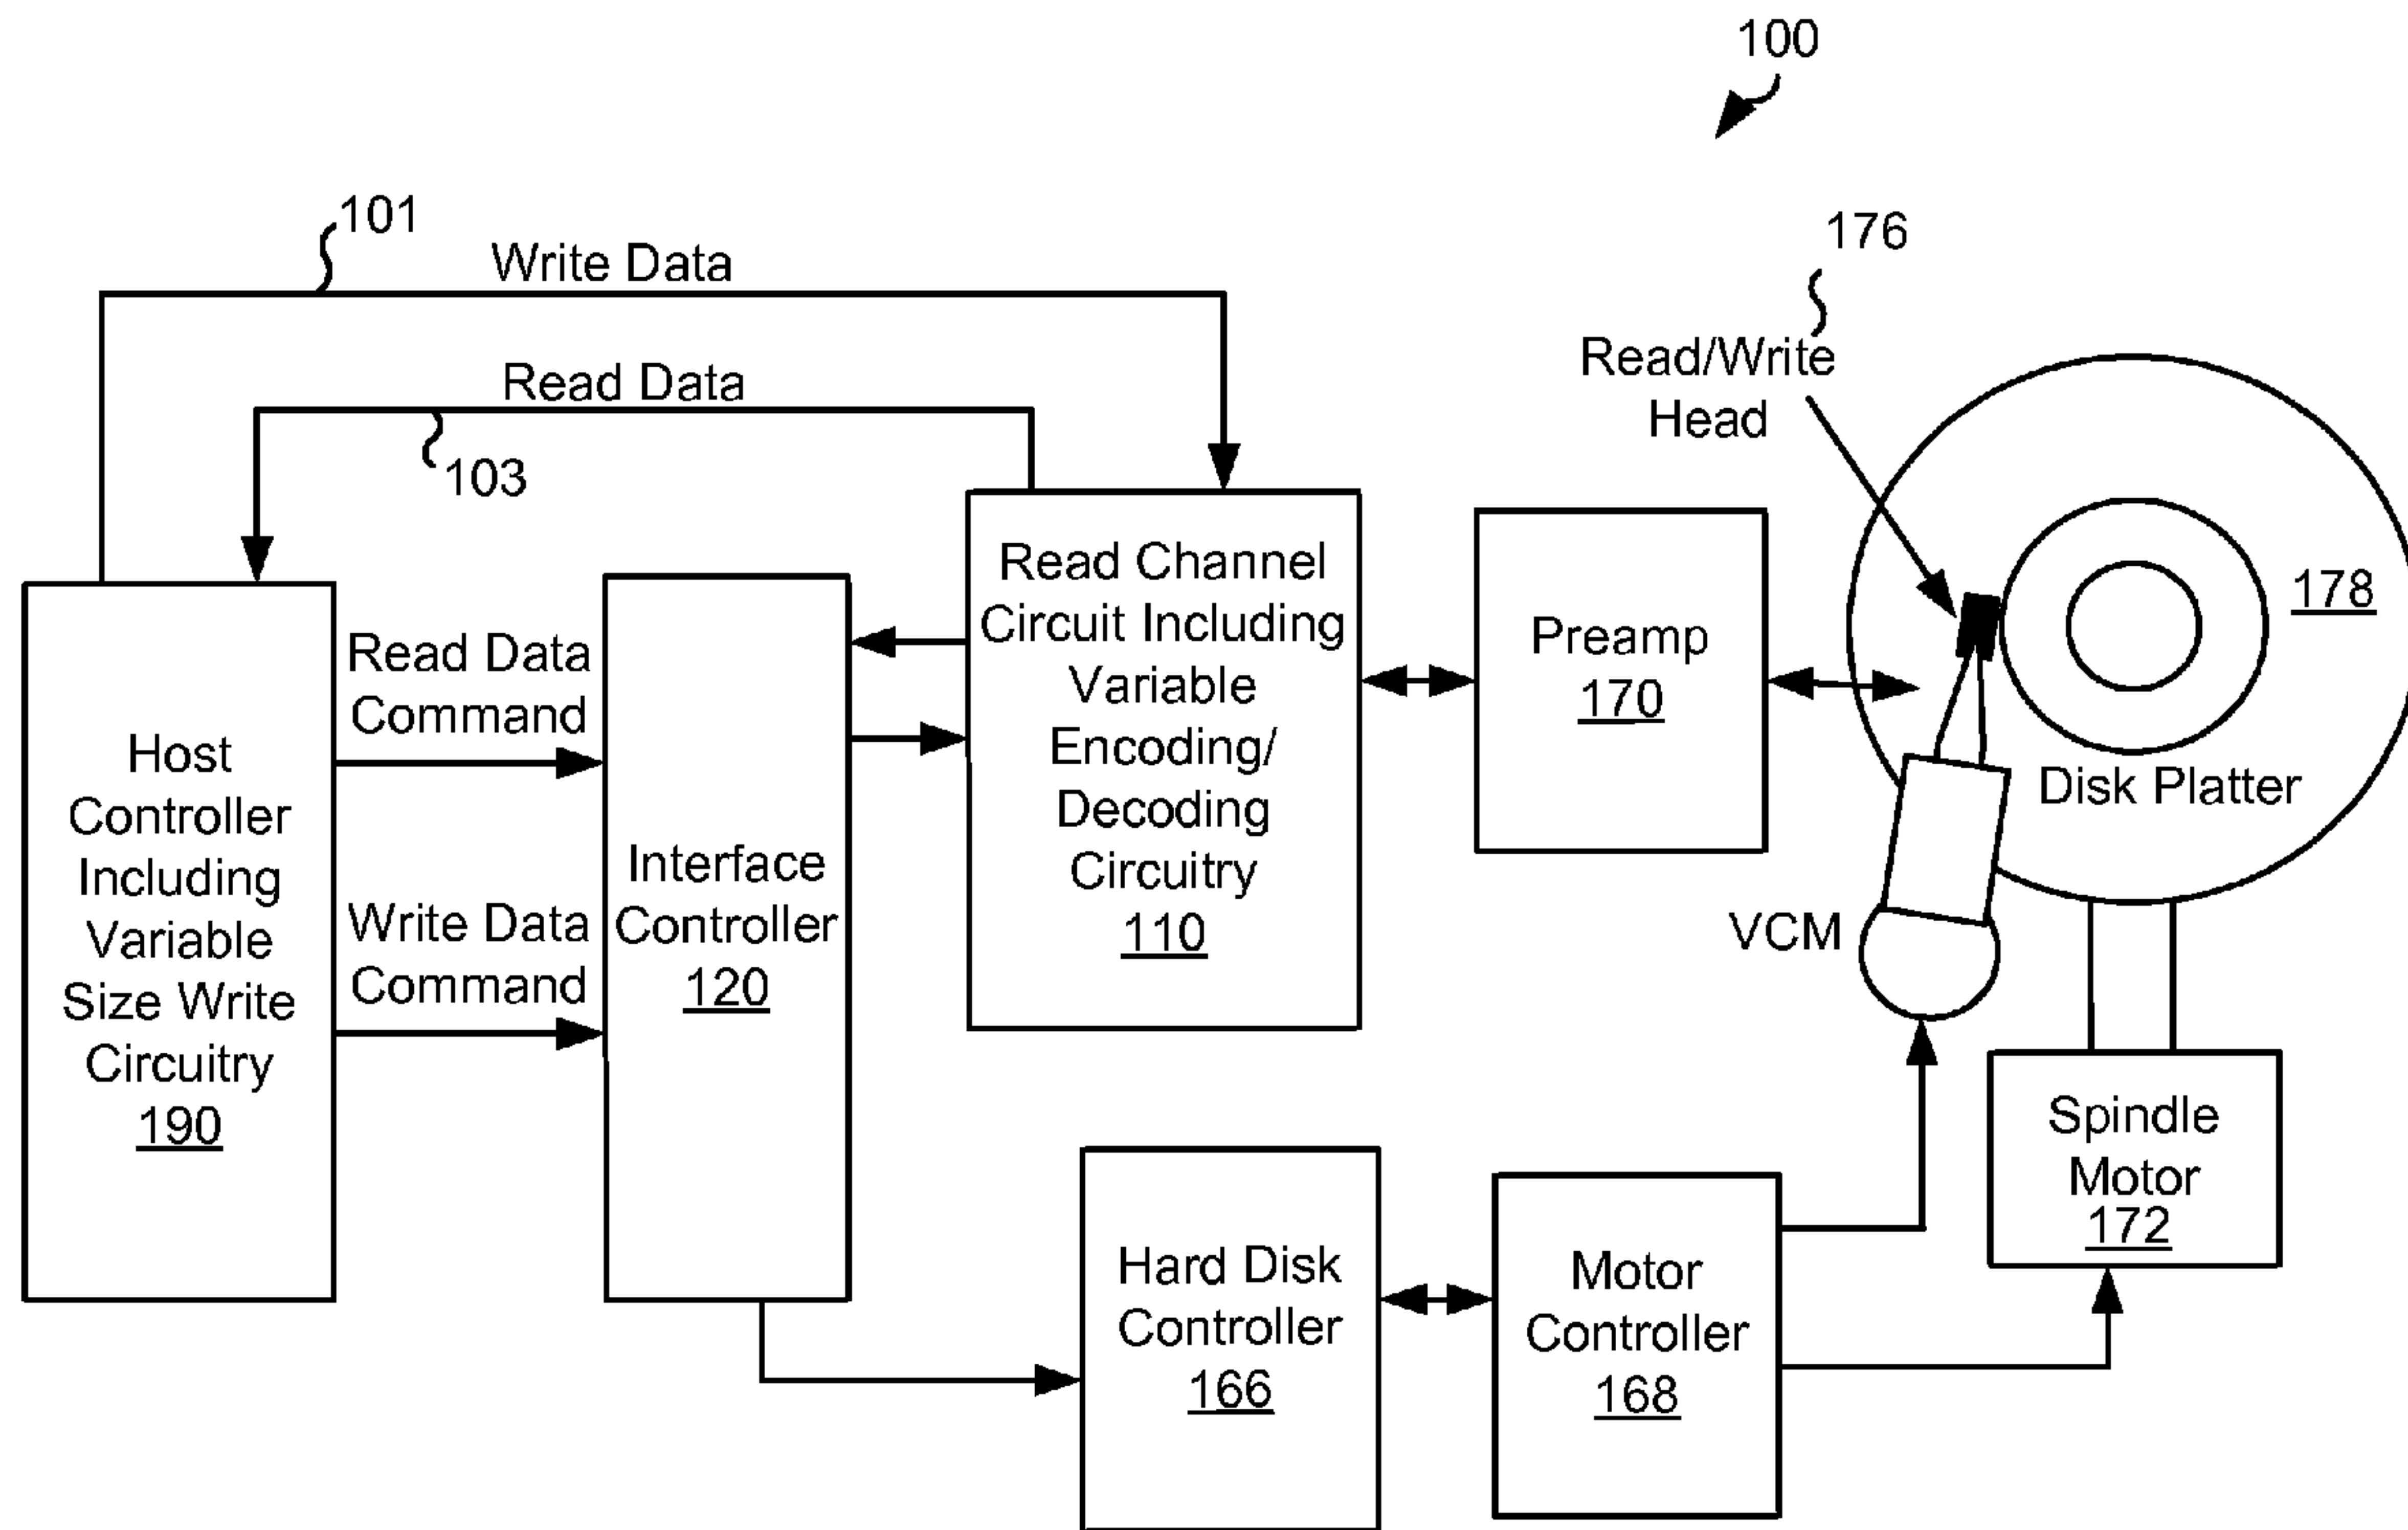 100
101
Write Data
176
Read Data
Read/Write
Head
103
Read Channel
Circuit Including
Variable
Encoding/
Decoding
Circuitry
110
Preamp
170
178
Disk Platter
Read Data
Command
Write Data
Command
Host
Controller
Including
Variable
Size Write
Circuitry
190
Interface
Controller
120
VCM
Spindle
Motor
172
Hard Disk
Controller
166
Motor
Controller
168